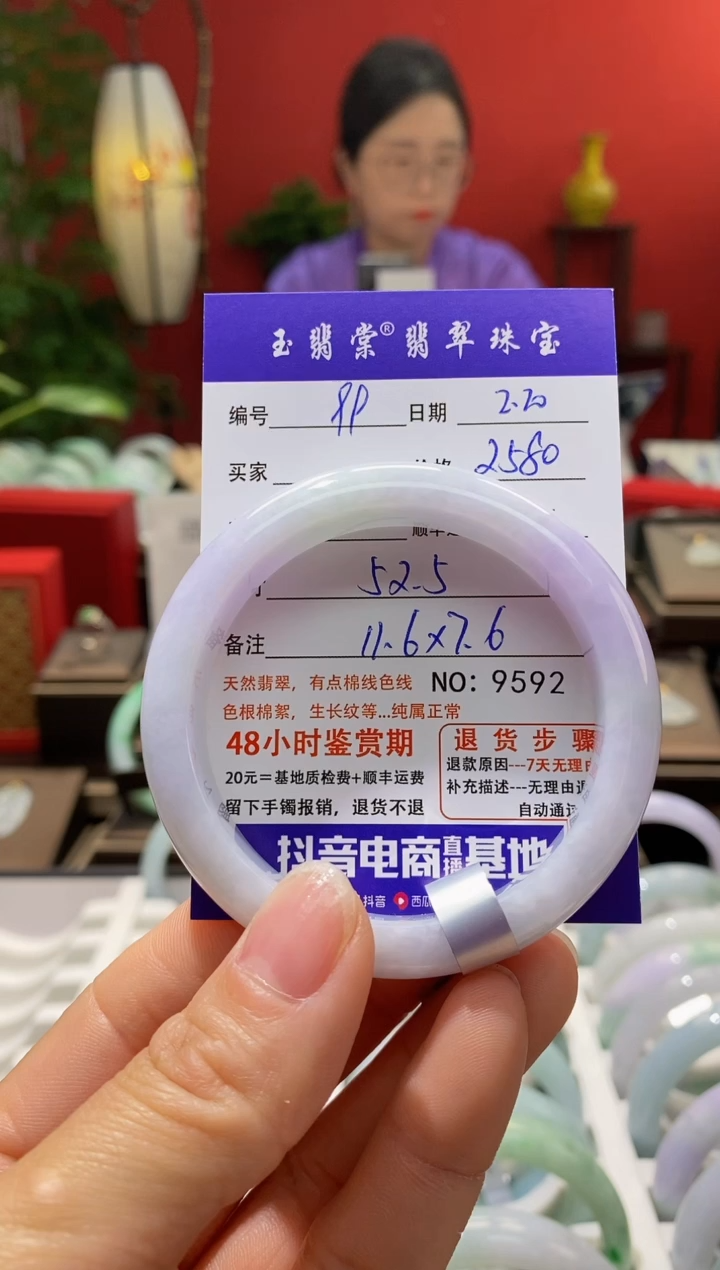 玉翡棠®翡翠珠宝
编号 日期 2.20
买家 2580
52.5
备注 11.6×7.6
天然翡翠，有点棉线色线 NO：9592
色根棉絮，生长纹等...纯属正常
48小时鉴赏期
退货步骤
20元＝基地质检费+顺丰运费
退款原因---7天无理由
留下手镯报销，退货不退
补充描述---无理由退
自动通过
抖音电商直播基地
抖音 西瓜